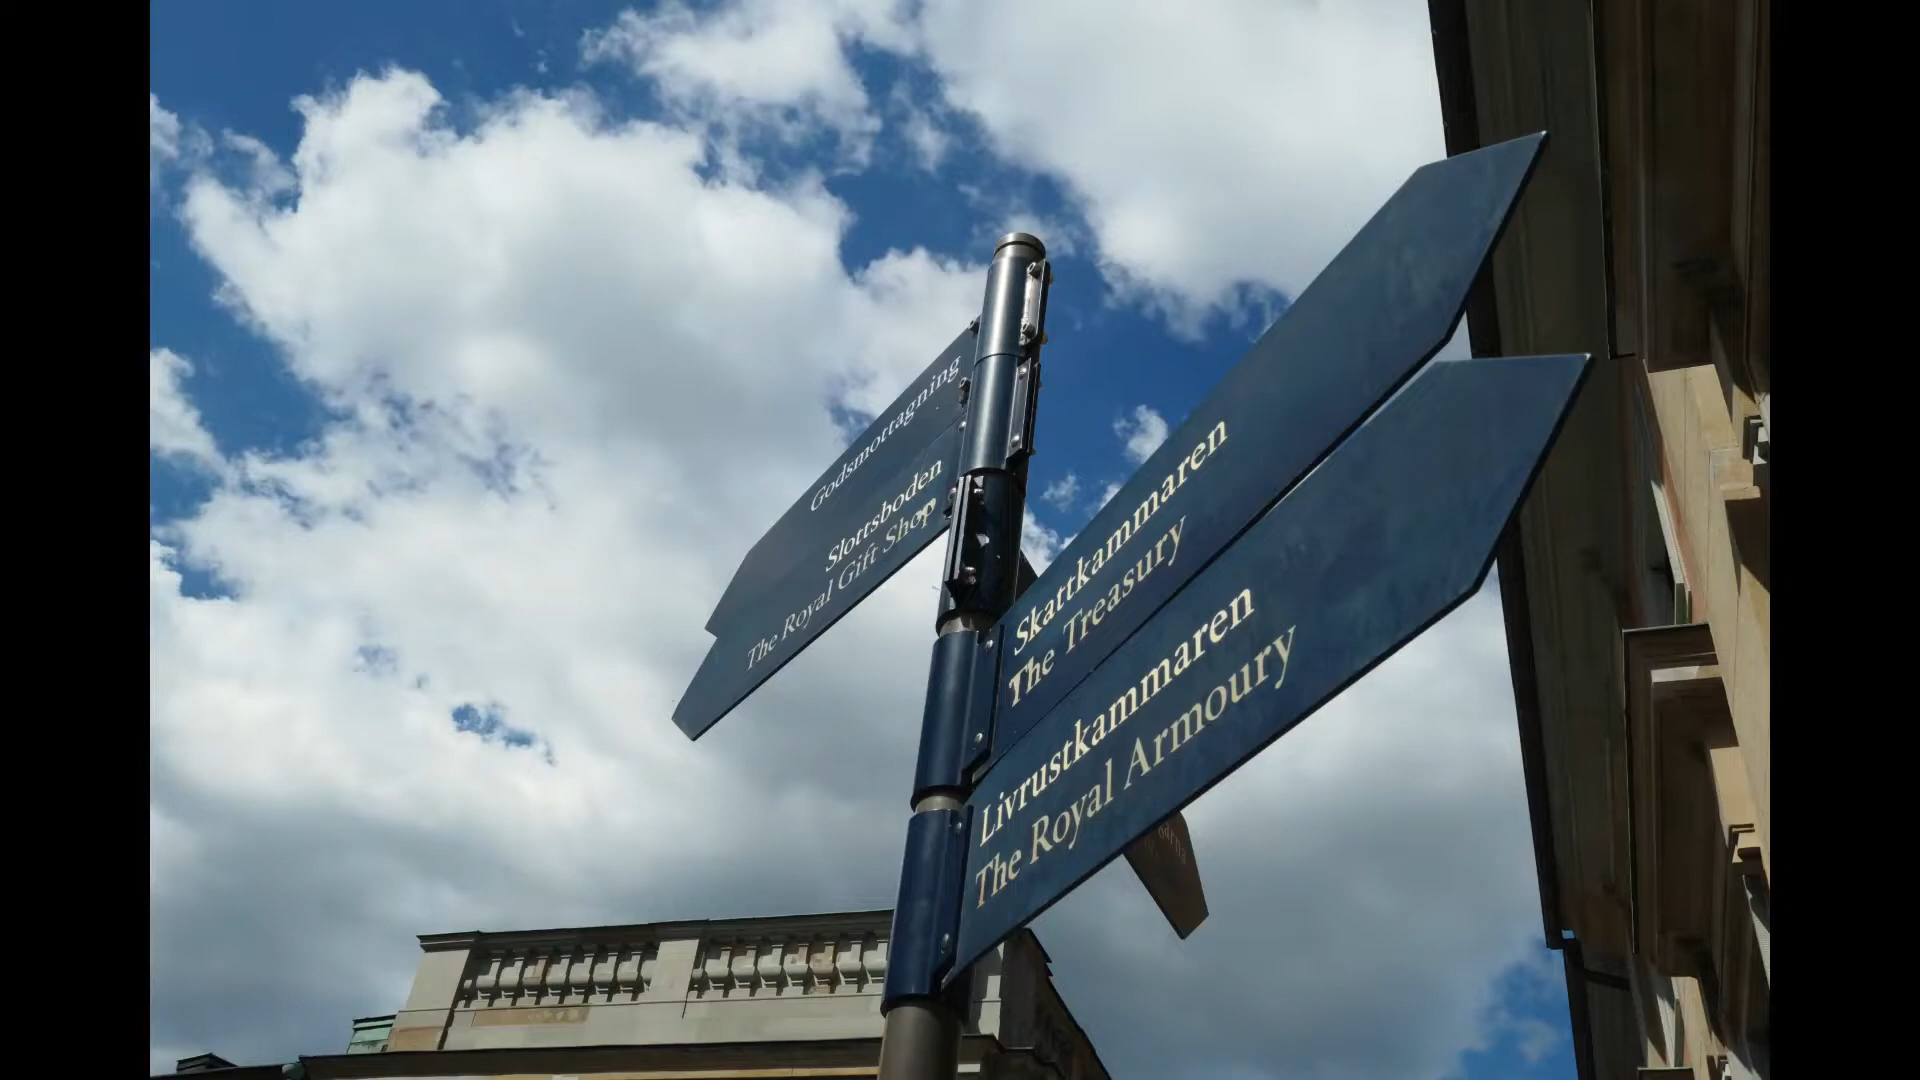 Godsmottagning
Slottsboden
The Royal Gift Shop
Skattkammaren
The Treasury
Livrustkammaren
The Royal Armoury